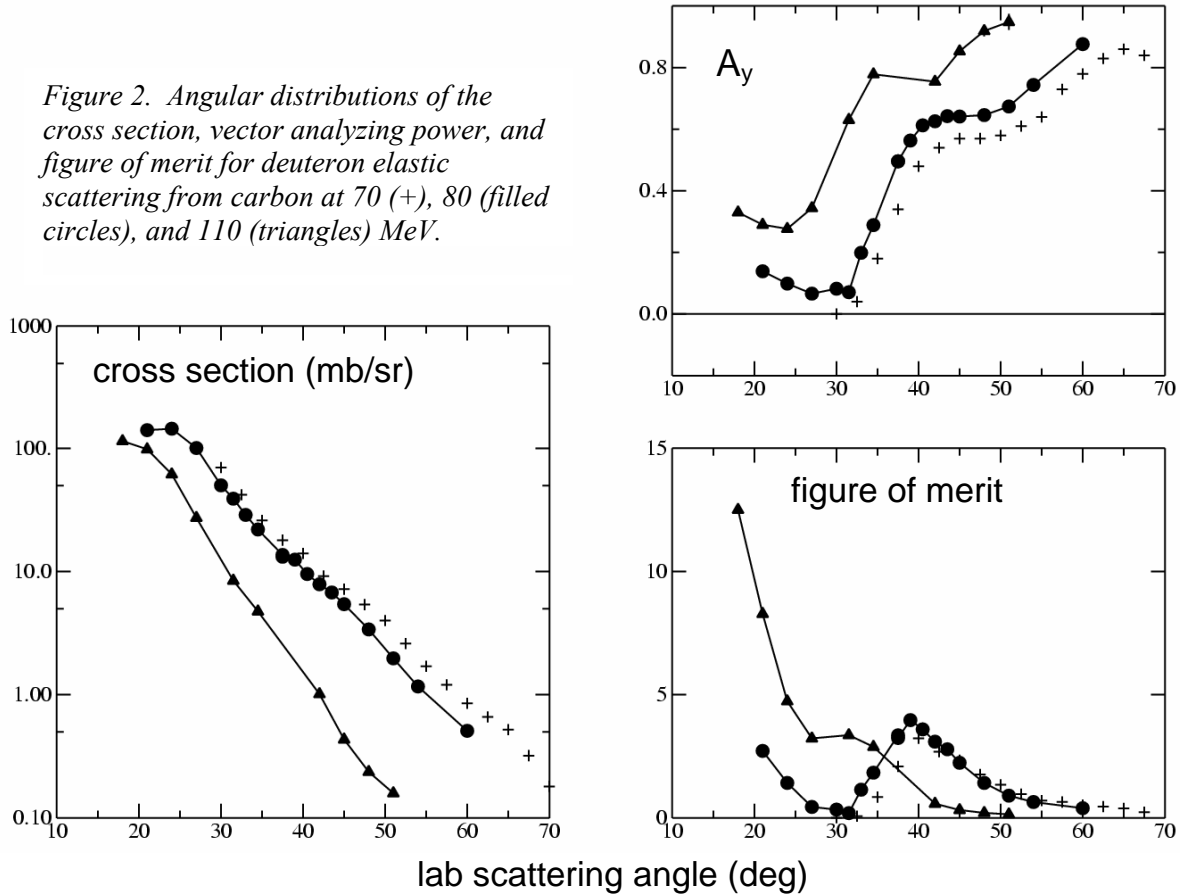 Figure 2. Angular distributions of the
cross section, vector analyzing power, and
figure of merit for deuteron elastic
scattering from carbon at 70 (+), 80 (filled
circles), and 110 (triangles) MeV.
Ay
0.8
0.4
0.0
10 20 30 40 50 60 70
cross section (mb/sr)
1000
100.
10.0
1.00
0.10
10 20 30 40 50 60 70
figure of merit
15
10
5
0
10 20 30 40 50 60 70
lab scattering angle (deg)